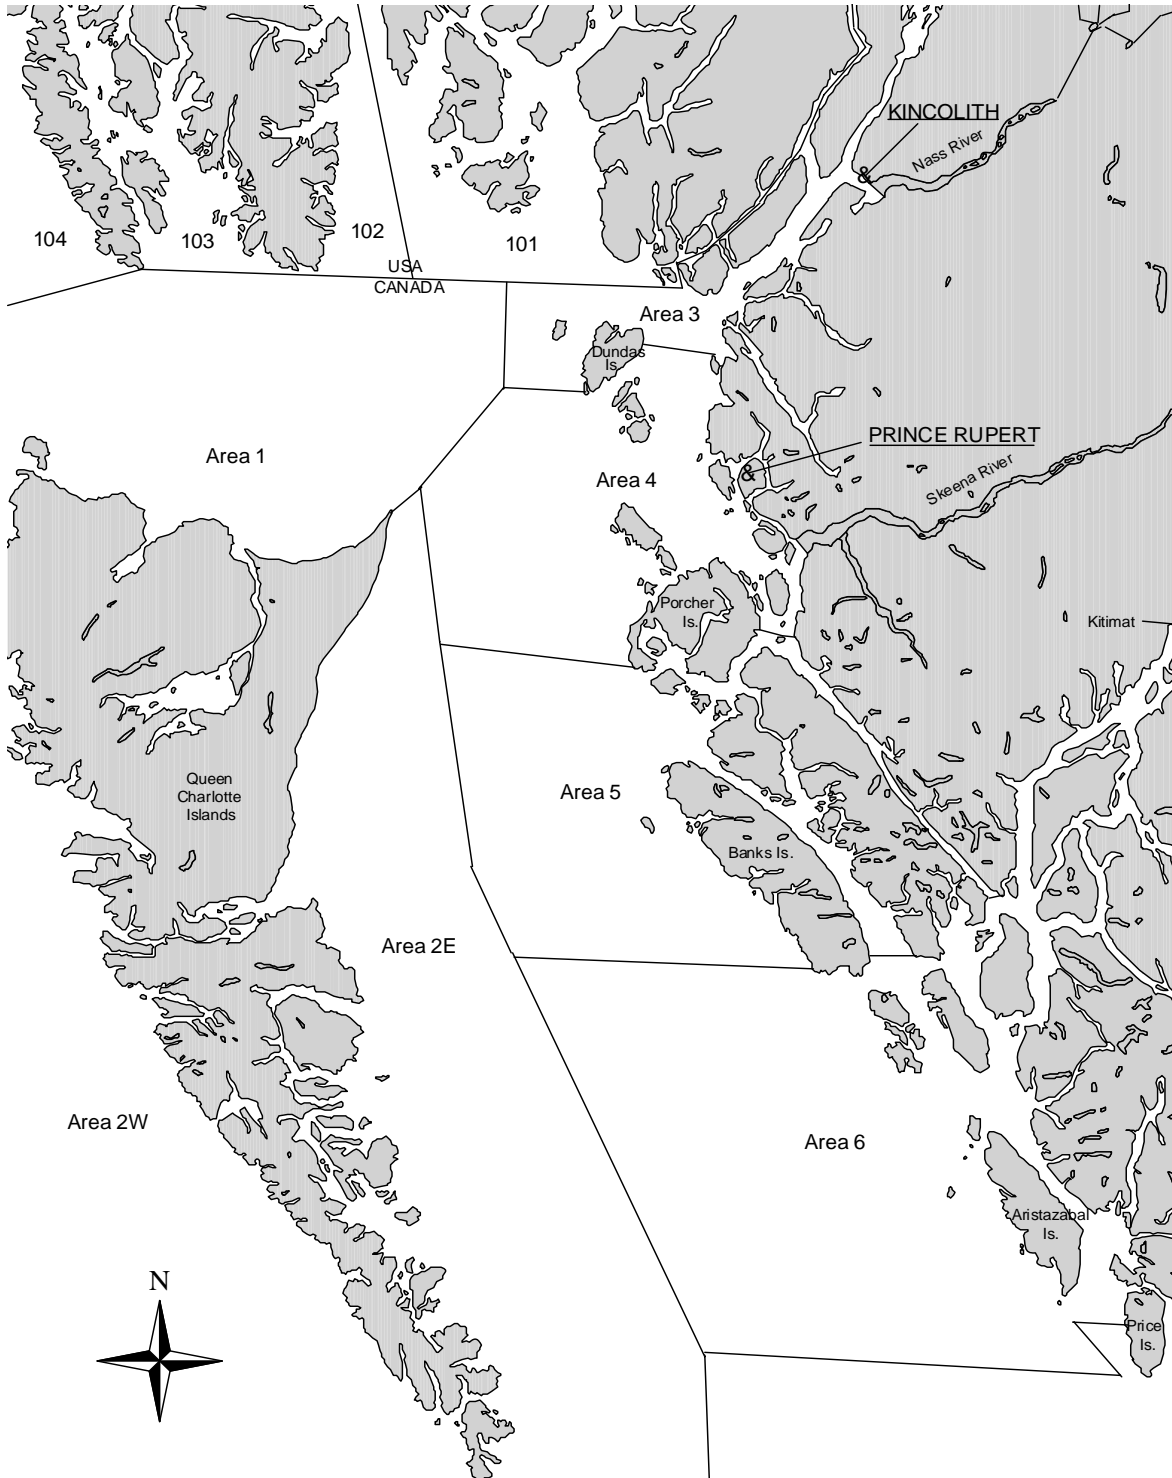 KINCOLITH
&
Nass River
104
103
102
101
USA
CANADA
Area 3
Dundas
Is.
PRINCE RUPERT
&
Area 1
Area 4
Skeena River
Porcher
Is.
Kitimat
Queen
Charlotte
Islands
Area 5
Banks Is.
Area 2E
Area 2W
Area 6
Aristazabal
Is.
N
Price
Is.